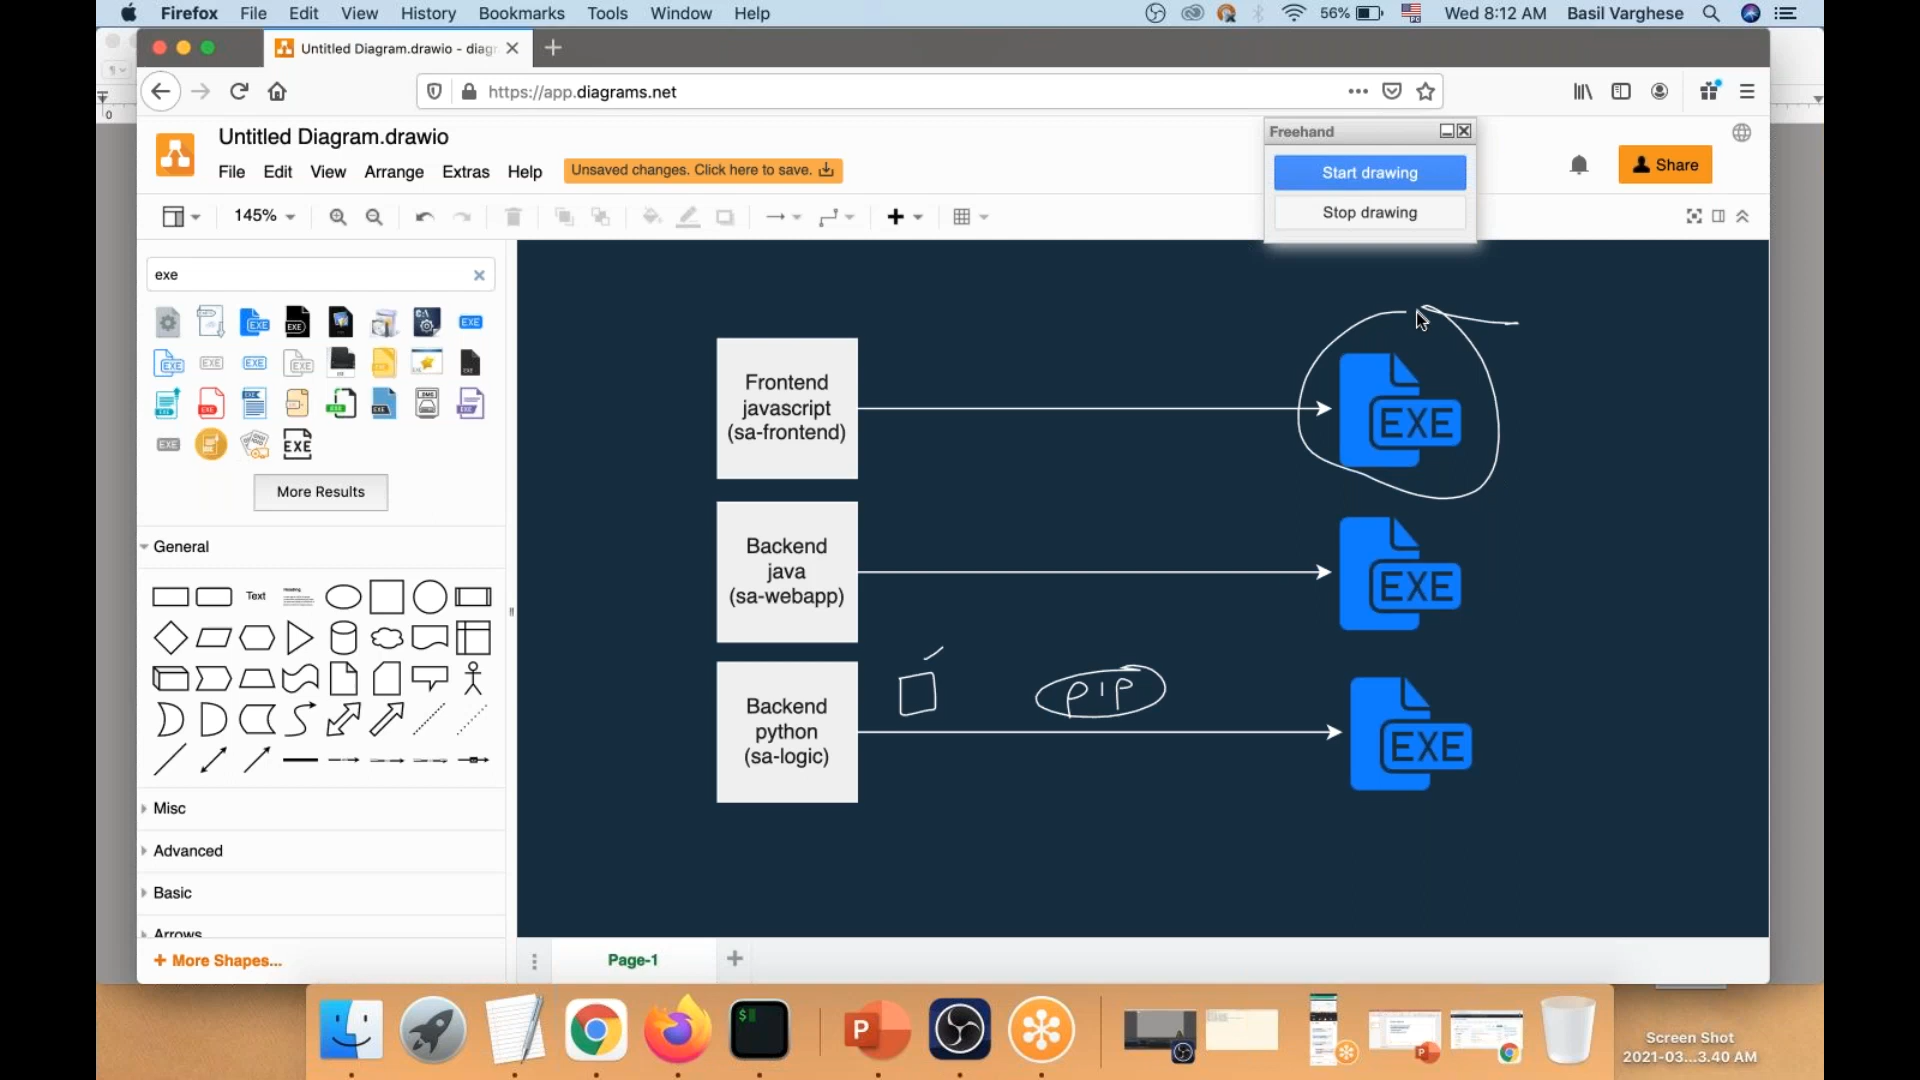 Firefox File Edit View History Bookmarks Tools Window Help 56% Wed 8:12 AM Basil Varghese
Untitled Diagram.drawio - diagr
https://app.diagrams.net
Untitled Diagram.drawio
File Edit View Arrange Extras Help Unsaved changes. Click here to save.
Freehand
Start drawing
Stop drawing
Share
145%
exe
More Results
General
Text
Misc
Advanced
Basic
Arrows
+ More Shapes...
Frontend
javascript
(sa-frontend)
EXE
Backend
java
(sa-webapp)
EXE
Backend
python
(sa-logic)
pip
EXE
Page-1
Screen Shot
2021-03...3.40 AM